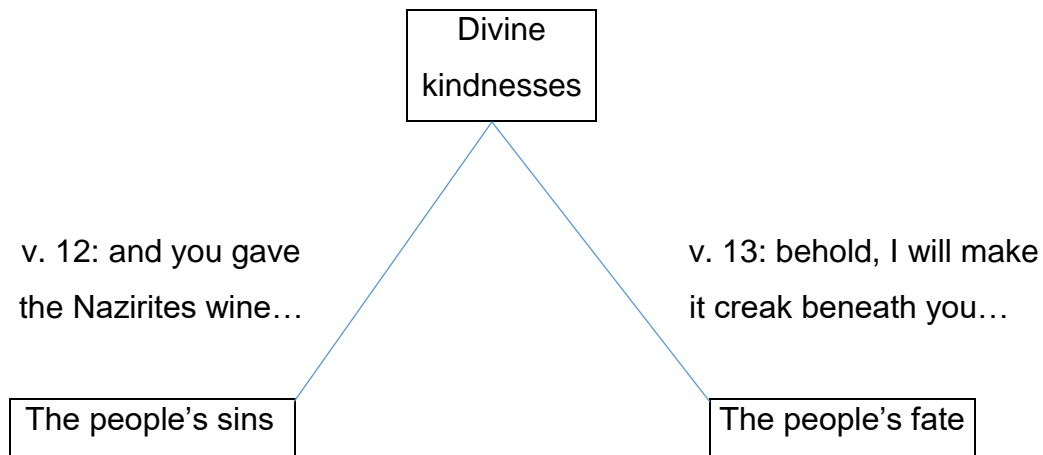 Divine
kindnesses
v. 12: and you gave
the Nazirites wine…
v. 13: behold, I will make
it creak beneath you…
The people’s sins
The people’s fate